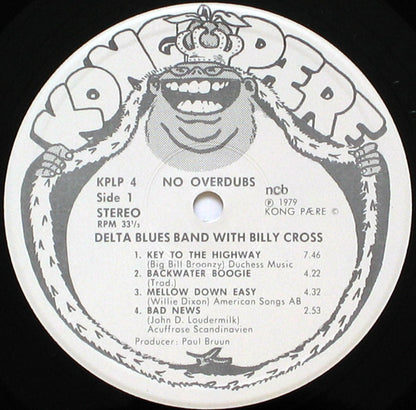 KONG PÆRE
KPLP 4 NO OVERDUBS ncb
Side 1 Ⓟ 1979
STEREO KONG PÆRE ©
RPM 33⅓
DELTA BLUES BAND WITH BILLY CROSS
1. KEY TO THE HIGHWAY 7.46
(Big Bill Broonzy) Duchess Music
2. BACKWATER BOOGIE 4.22
(Trad.)
3. MELLOW DOWN EASY 4.32
(Willie Dixon) American Songs AB
4. BAD NEWS 2.53
(John D. Loudermilk)
Acuffrose Scandinavien
Producer: Paul Bruun